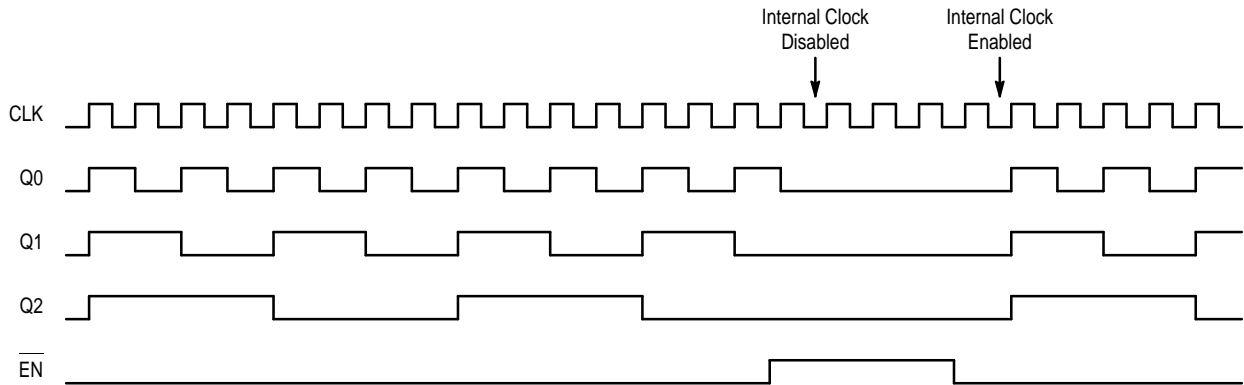 Internal Clock
Disabled
Internal Clock
Enabled
CLK
Q0
Q1
Q2
EN